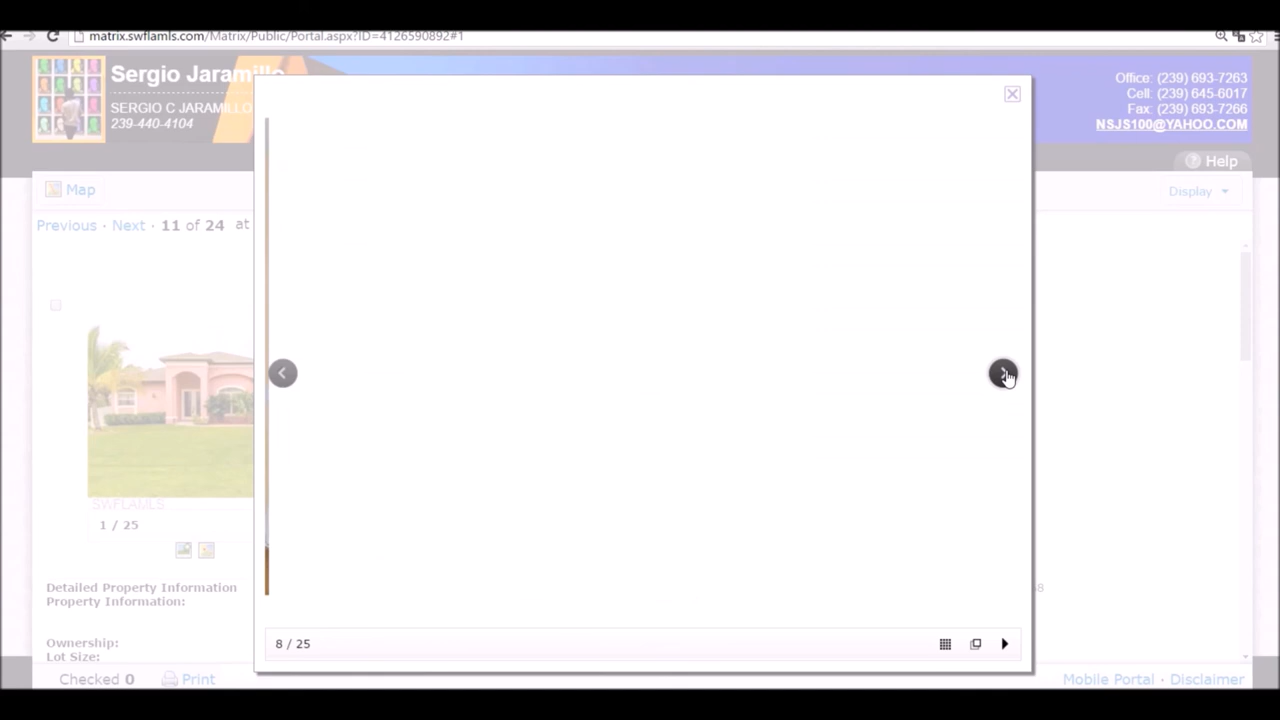 matrix.swflamls.com/Matrix/Public/Portal.aspx?ID=4126590892#1
Sergio Jaramillo
SERGIO C JARAMILLO
239-440-4104
Office: (239) 693-7263
Cell: (239) 645-6017
Fax: (239) 693-7266
NSJS100@YAHOO.COM
? Help
Map
Display
Previous · Next · 11 of 24 at
SWFLAMLS
1 / 25
Detailed Property Information
Property Information:
Ownership:
Lot Size:
8 / 25
Checked 0
Print
Mobile Portal · Disclaimer